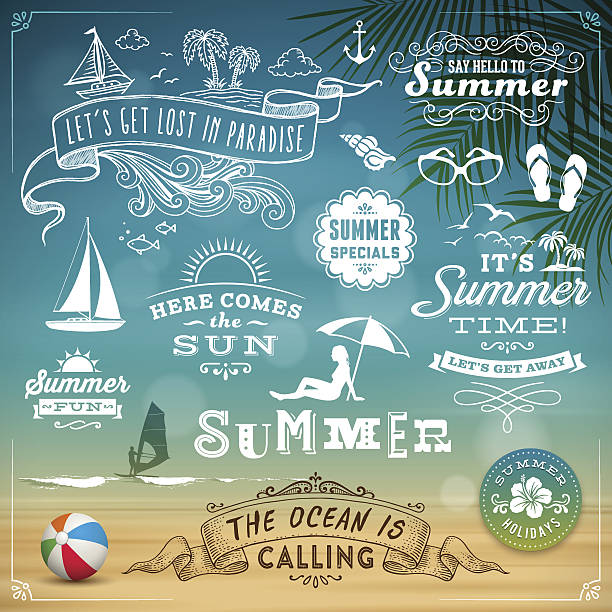 LET'S GET LOST IN PARADISE
SAY HELLO TO
Summer
SUMMER
SPECIALS
IT'S
Summer
TIME!
LET'S GET AWAY
HERE COMES
the
SUN
Summer
FUN
SUMMER
SUMMER
HOLIDAYS
THE OCEAN IS
CALLING